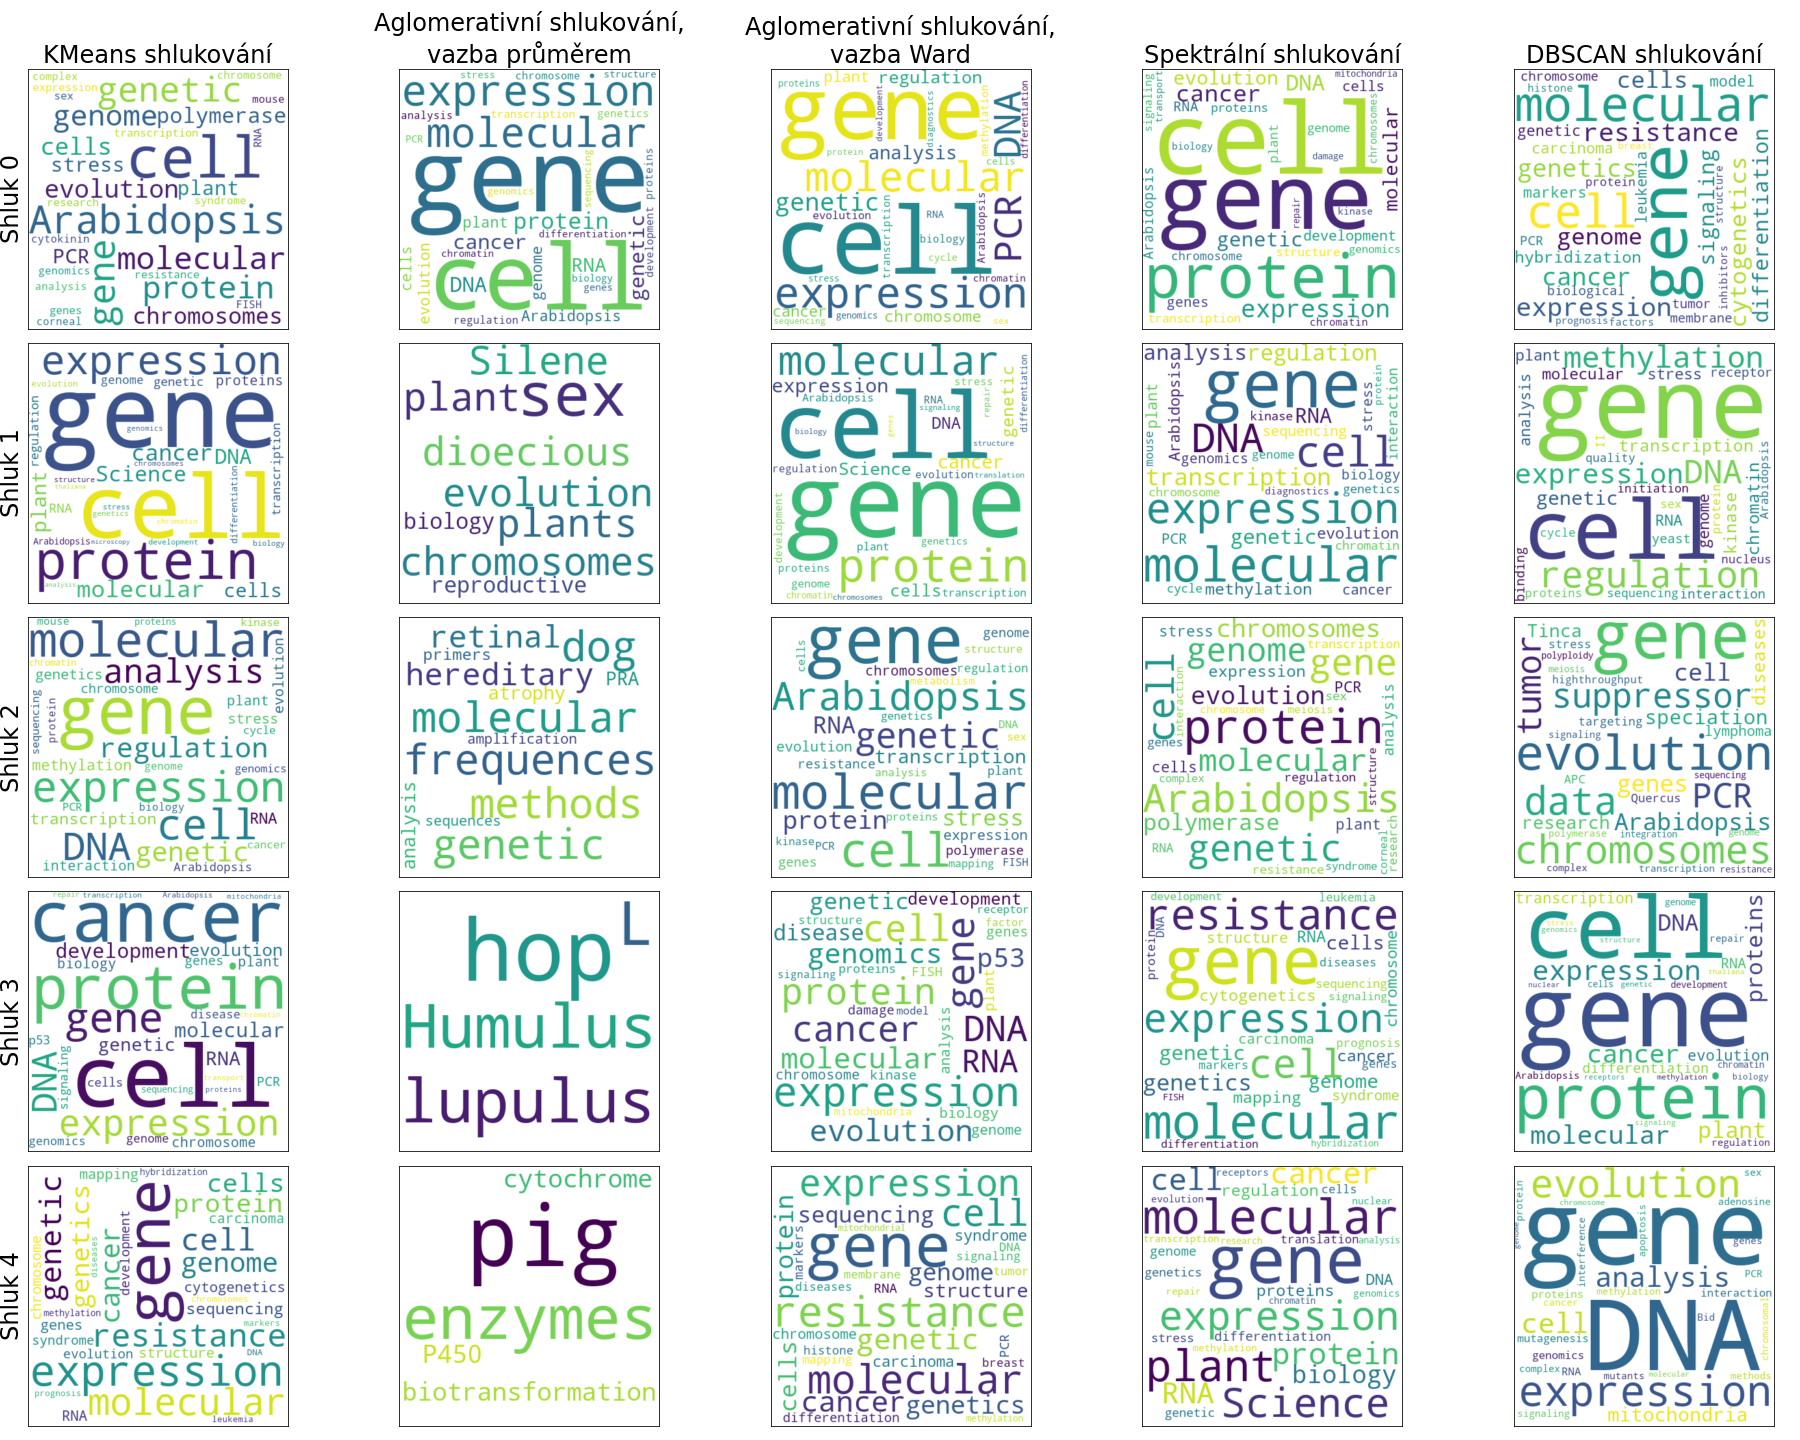 Aglomerativní shlukování,
vazba průměrem
Aglomerativní shlukování,
vazba Ward
KMeans shlukování
Spektrální shlukování
DBSCAN shlukování
Shluk 0
complex
chromosome
expression
genetic
sex
mouse
genome
polymerase
transcription
RNA
cells
stress
cell
evolution
plant
research
syndrome
Arabidopsis
cytokinin
PCR
gene
molecular
genomics
resistance
analysis
protein
FISH
genes
corneal
chromosomes
stress
chromosome
structure
expression
analysis
transcription
genetics
PCR
molecular
gene
sequencing
proteins
genomics
plant
protein
differentiation
development
cancer
chromatin
genome
genetic
cells
evolution
cell
RNA
DNA
biology
genes
regulation
Arabidopsis
proteins
plant
regulation
gene
development
diagnostics
methylation
DNA
differentiation
protein
analysis
cells
molecular
genetic
evolution
transcription
RNA
Arabidopsis
PCR
cell
biology
cycle
stress
chromatin
expression
cancer
sequencing
genomics
chromosome
sex
signaling
transport
evolution
DNA
mitochondria
cancer
cells
RNA
proteins
cell
genome
chromosomes
molecular
biology
plant
damage
Arabidopsis
gene
repair
kinase
genetic
development
chromosome
structure
genomics
protein
genes
expression
transcription
chromatin
chromosome
cells
model
histone
molecular
genetic
resistance
carcinoma
breast
genetics
leukemia
gene
signaling
structure
cytogenetics
differentiation
protein
markers
cell
PCR
genome
hybridization
cancer
inhibitors
biological
expression
tumor
prognosis
factors
membrane
Shluk 1
expression
evolution
genome
genetic
proteins
regulation
gene
genomics
cancer
DNA
transcription
chromosomes
Science
structure
thaliana
plant
differentiation
RNA
cell
stress
genetics
chromatin
Arabidopsis
microscopy
development
biology
protein
analysis
molecular
cells
Silene
plant
sex
dioecious
evolution
biology
plants
chromosomes
reproductive
molecular
differentiation
expression
stress
genetic
Arabidopsis
cell
RNA
signaling
repair
genes
DNA
biology
structure
regulation
Science
cancer
evolution
translation
gene
development
plant
genetics
proteins
protein
genome
chromatin
chromosomes
cells
transcription
analysis
regulation
Arabidopsis
gene
stress
protein
interaction
plant
kinase
RNA
DNA
sequencing
mouse
genomics
genome
cell
transcription
biology
chromosome
diagnostics
genetics
expression
PCR
genetic
evolution
chromatin
molecular
cycle
methylation
cancer
plant
methylation
molecular
stress
receptor
analysis
gene
II
transcription
quality
expression
DNA
Arabidopsis
chromatin
genetic
initiation
sex
protein
genome
kinase
cell
RNA
cycle
yeast
nucleus
binding
regulation
proteins
sequencing
interaction
Shluk 2
mouse
proteins
kinase
molecular
chromatin
analysis
evolution
genetics
chromosome
sequencing
protein
gene
plant
stress
cycle
regulation
methylation
genome
genomics
expression
PCR
biology
transcription
cell
RNA
DNA
genetic
cancer
interaction
Arabidopsis
retinal
dog
primers
hereditary
PRA
atrophy
molecular
amplification
frequences
methods
analysis
sequences
genetic
gene
genome
cells
structure
chromosomes
regulation
metabolism
Arabidopsis
genetics
RNA
DNA
genetic
sex
evolution
transcription
resistance
analysis
plant
molecular
protein
proteins
stress
expression
kinase
PCR
cell
polymerase
genes
mapping
FISH
stress
chromosomes
transcription
genome
gene
cell
expression
interaction
evolution
PCR
sex
chromosome
meiosis
analysis
protein
genes
molecular
structure
cells
complex
regulation
Arabidopsis
polymerase
plant
RNA
genetic
corneal
research
resistance
syndrome
Tinca
stress
gene
diseases
polyploidy
meiosis
cell
tumor
highthroughput
suppressor
targeting
speciation
signaling
lymphoma
evolution
APC
genes
sequencing
data
Quercus
PCR
research
Arabidopsis
polymerase
integration
genome
chromosomes
complex
transcription
resistance
Shluk 3
repair
transcription
Arabidopsis
mitochondria
cancer
development
evolution
biology
genes
plant
protein
gene
disease
chromatin
molecular
p53
genetic
DNA
signaling
RNA
cell
cells
transport
PCR
sequencing
proteins
expression
genomics
genome
chromosome
hop
L
Humulus
lupulus
genetic
development
structure
receptor
disease
cell
factor
genes
genomics
gene
p53
signaling
proteins
FISH
plant
protein
damage
model
cancer
analysis
DNA
molecular
RNA
chromosome
kinase
expression
mitochondria
biology
evolution
genome
development
leukemia
resistance
DNA
protein
structure
RNA
cells
chromosome
gene
diseases
sequencing
cytogenetics
signaling
expression
carcinoma
prognosis
genetic
cancer
markers
cell
genes
genetics
genome
FISH
mapping
syndrome
molecular
differentiation
hybridization
transcription
genome
cell
DNA
proteins
stress
genomics
structure
repair
expression
RNA
thaliana
nuclear
cells
genetic
development
gene
cancer
evolution
differentiation
chromatin
Arabidopsis
receptors
methylation
biology
protein
signaling
molecular
plant
regulation
Shluk 4
mapping
hybridization
genetic
cells
genetics
gene
protein
carcinoma
chromosome
diseases
cancer
development
cell
genome
cytogenetics
chromosomes
methylation
sequencing
genes
markers
syndrome
resistance
evolution
structure
DNA
expression
prognosis
molecular
RNA
leukemia
cytochrome
pig
enzymes
P450
biotransformation
expression
protein
sequencing
cell
mitochondrial
markers
gene
syndrome
DNA
signaling
membrane
genome
tumor
diseases
RNA
structure
resistance
chromosome
genetic
PCR
histone
mapping
carcinoma
breast
cells
molecular
cancer
genetics
differentiation
methylation
cell
receptors
cancer
regulation
cells
evolution
nuclear
molecular
transcription
research
translation
analysis
genome
gene
genetics
DNA
proteins
repair
genomics
chromatin
expression
stress
differentiation
methylation
plant
protein
biology
RNA
genetic
Science
protein
evolution
sex
chromosome
adenosine
genome
gene
interference
apoptosis
genes
analysis
PCR
proteins
methylation
interaction
cancer
cell
DNA
Bid
chromosomal
mutagenesis
genomics
complex
RNA
mutants
molecular
methods
expression
signaling
mitochondria